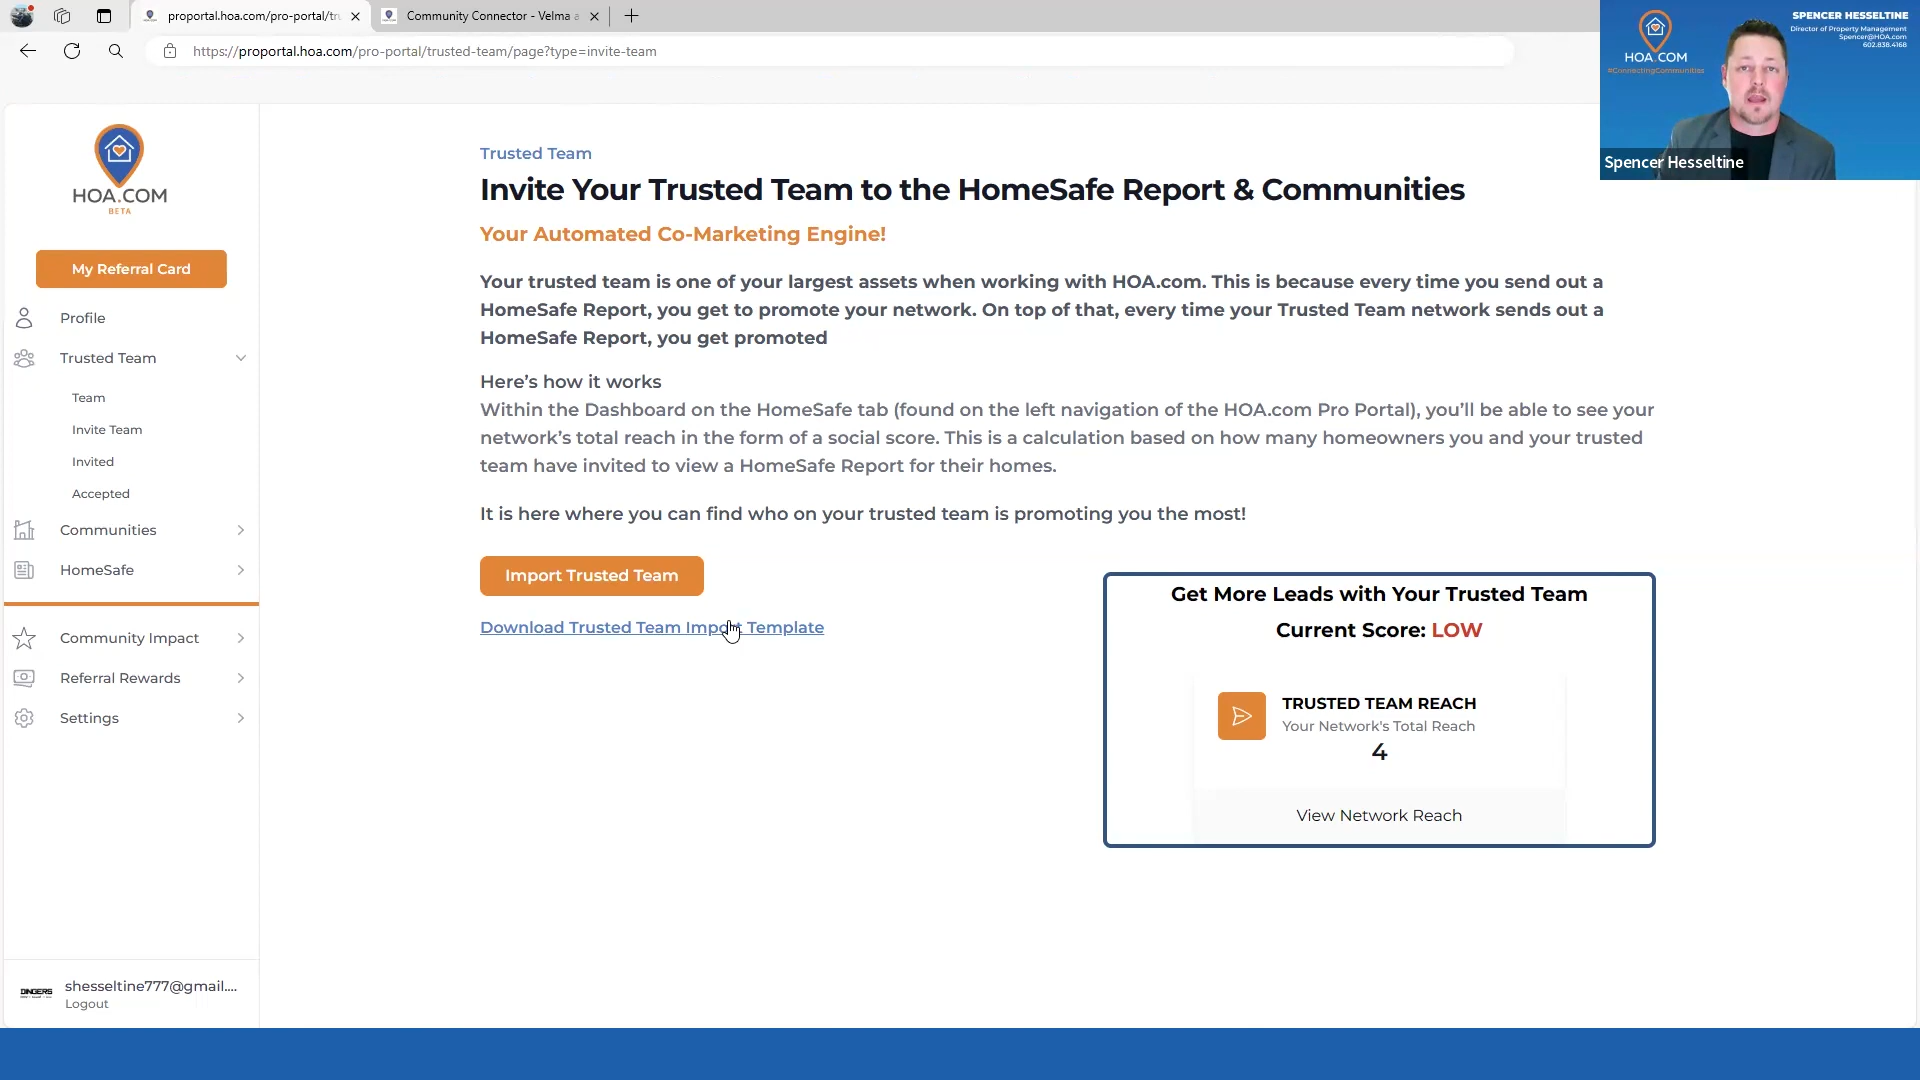 proportal.hoa.com/pro-portal/tru
Community Connector - Velma a
https://proportal.hoa.com/pro-portal/trusted-team/page?type=invite-team
HOA.COM
#ConnectingCommunities
SPENCER HESSELTINE
Director of Property Management
Spencer@HOA.com
602.838.4168
Spencer Hesseltine
HOA.COM
BETA
My Referral Card
Profile
Trusted Team
Team
Invite Team
Invited
Accepted
Communities
HomeSafe
Community Impact
Referral Rewards
Settings
DINGERS
shesseltine777@gmail....
Logout
Trusted Team
Invite Your Trusted Team to the HomeSafe Report & Communities
Your Automated Co-Marketing Engine!
Your trusted team is one of your largest assets when working with HOA.com. This is because every time you send out a
HomeSafe Report, you get to promote your network. On top of that, every time your Trusted Team network sends out a
HomeSafe Report, you get promoted
Here's how it works
Within the Dashboard on the HomeSafe tab (found on the left navigation of the HOA.com Pro Portal), you'll be able to see your
network's total reach in the form of a social score. This is a calculation based on how many homeowners you and your trusted
team have invited to view a HomeSafe Report for their homes.
It is here where you can find who on your trusted team is promoting you the most!
Import Trusted Team
Download Trusted Team Import Template
Get More Leads with Your Trusted Team
Current Score: LOW
TRUSTED TEAM REACH
Your Network's Total Reach
4
View Network Reach